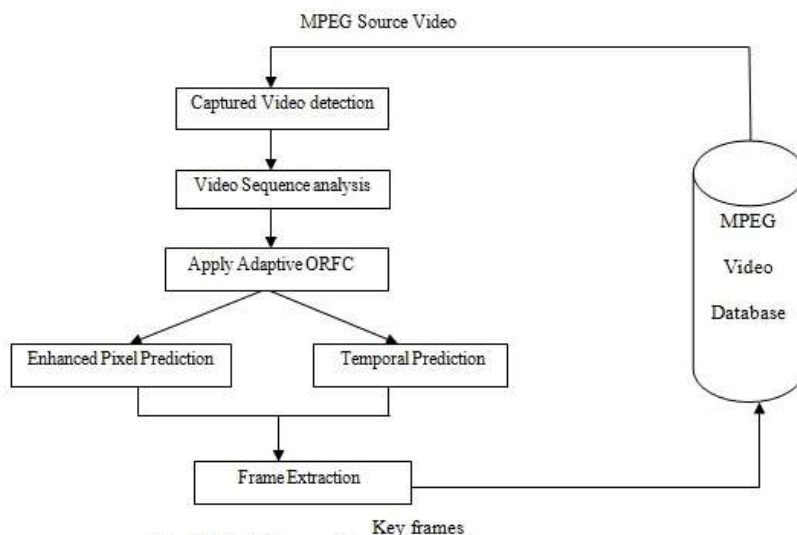 MPEG Source Video
Captured Video detection
Video Sequence analysis
Apply Adaptive ORFC
Enhanced Pixel Prediction
Temporal Prediction
Frame Extraction
Key frames
MPEG
Video
Database